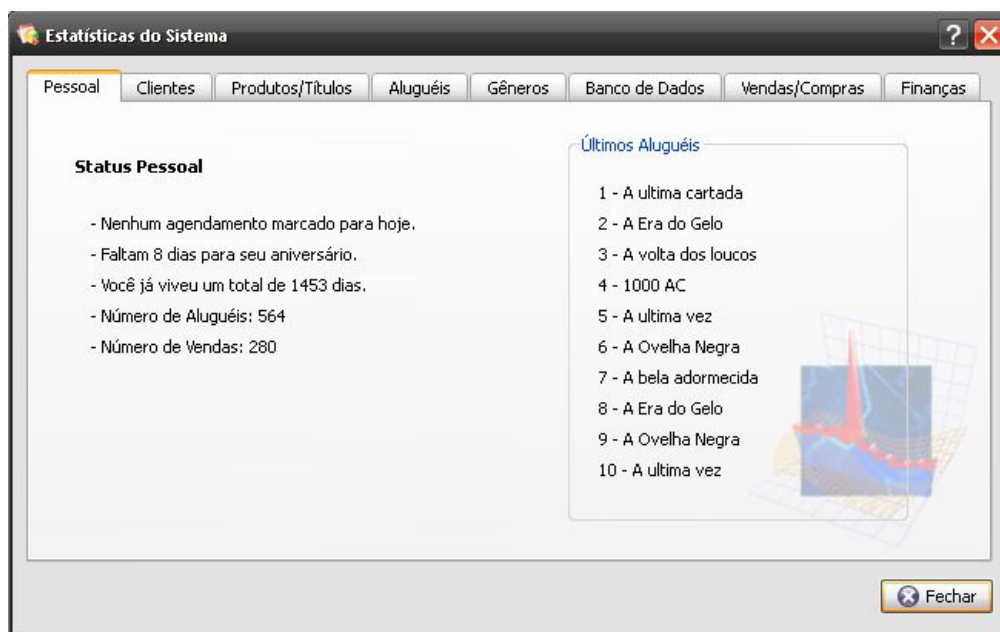 Estatísticas do Sistema
Pessoal Clientes Produtos/Títulos Aluguéis Gêneros Banco de Dados Vendas/Compras Finanças
Status Pessoal
- Nenhum agendamento marcado para hoje.
- Faltam 8 dias para seu aniversário.
- Você já viveu um total de 1453 dias.
- Número de Aluguéis: 564
- Número de Vendas: 280
Últimos Aluguéis
1 - A ultima cartada
2 - A Era do Gelo
3 - A volta dos loucos
4 - 1000 AC
5 - A ultima vez
6 - A Ovelha Negra
7 - A bela adormecida
8 - A Era do Gelo
9 - A Ovelha Negra
10 - A ultima vez
Fechar